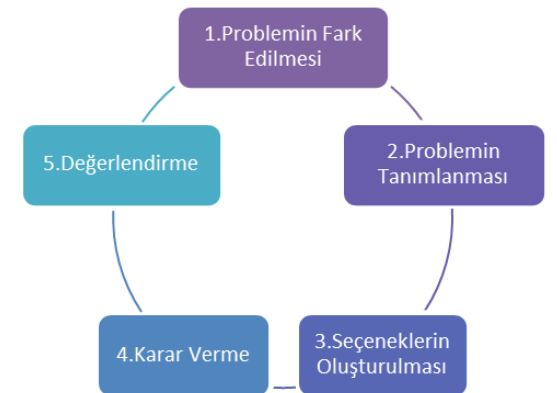 1.Problemin Fark
Edilmesi
2.Problemin
Tanımlanması
3.Seçeneklerin
Oluşturulması
4.Karar Verme
5.Değerlendirme